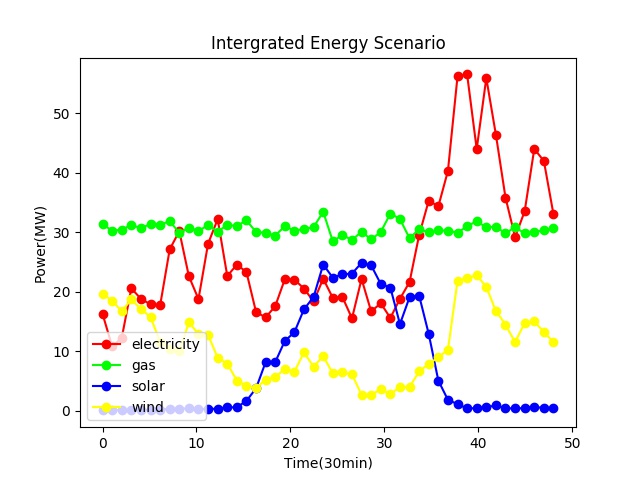 Intergrated Energy Scenario
Power(MW)
50
40
30
20
10
0
electricity
gas
solar
wind
0 10 20 30 40 50
Time(30min)